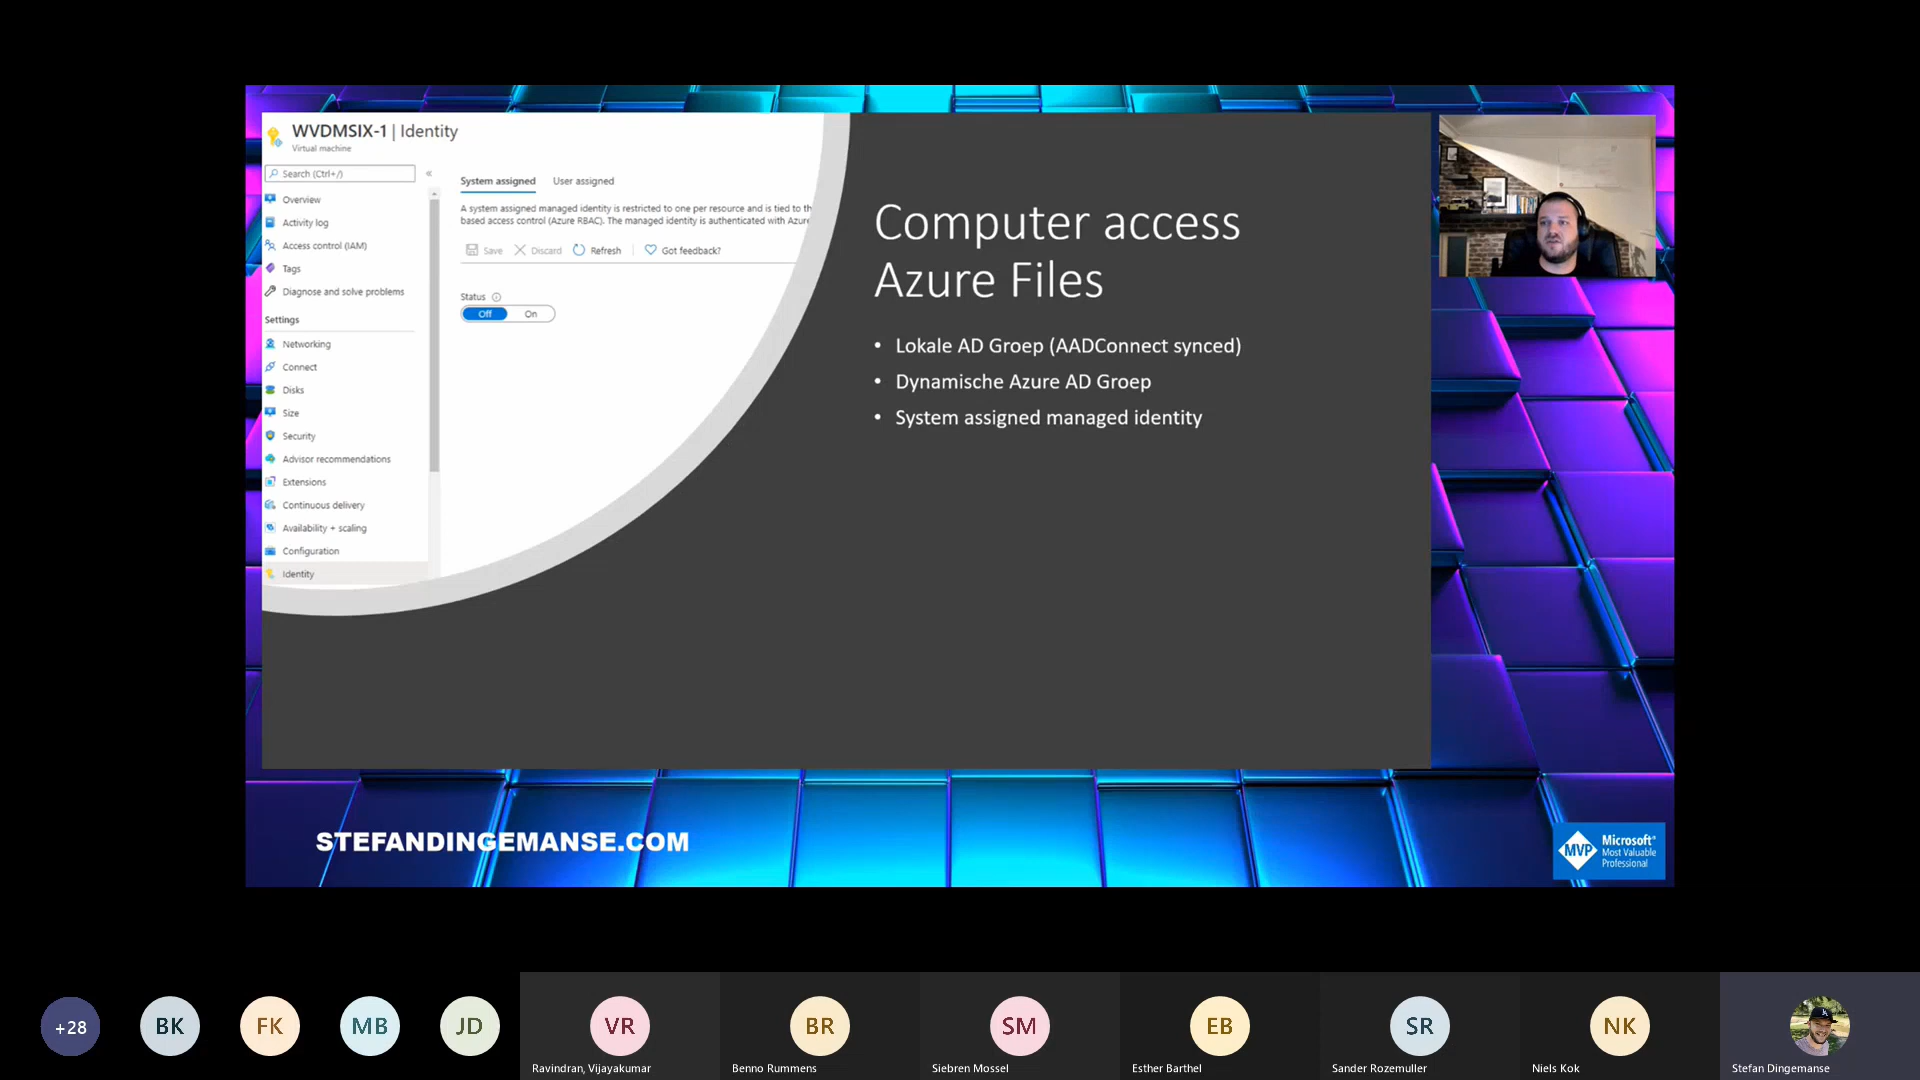 WVDMSIX-1 | Identity
Virtual machine
Search (Ctrl+/)
«
Overview
Activity log
Access control (IAM)
Tags
Diagnose and solve problems
Settings
Networking
Connect
Disks
Size
Security
Advisor recommendations
Extensions
Continuous delivery
Availability + scaling
Configuration
Identity
System assigned User assigned
A system assigned managed identity is restricted to one per resource and is tied to th
based access control (Azure RBAC). The managed identity is authenticated with Azure
Save Discard Refresh Got feedback?
Status
Off On
Computer access
Azure Files
• Lokale AD Groep (AADConnect synced)
• Dynamische Azure AD Groep
• System assigned managed identity
STEFANDINGEMANSE.COM
MVP
Microsoft®
Most Valuable
Professional
+28 BK FK MB JD VR BR SM EB SR NK
Ravindran, Vijayakumar Benno Rummens Siebren Mossel Esther Barthel Sander Rozemuller Niels Kok Stefan Dingemanse